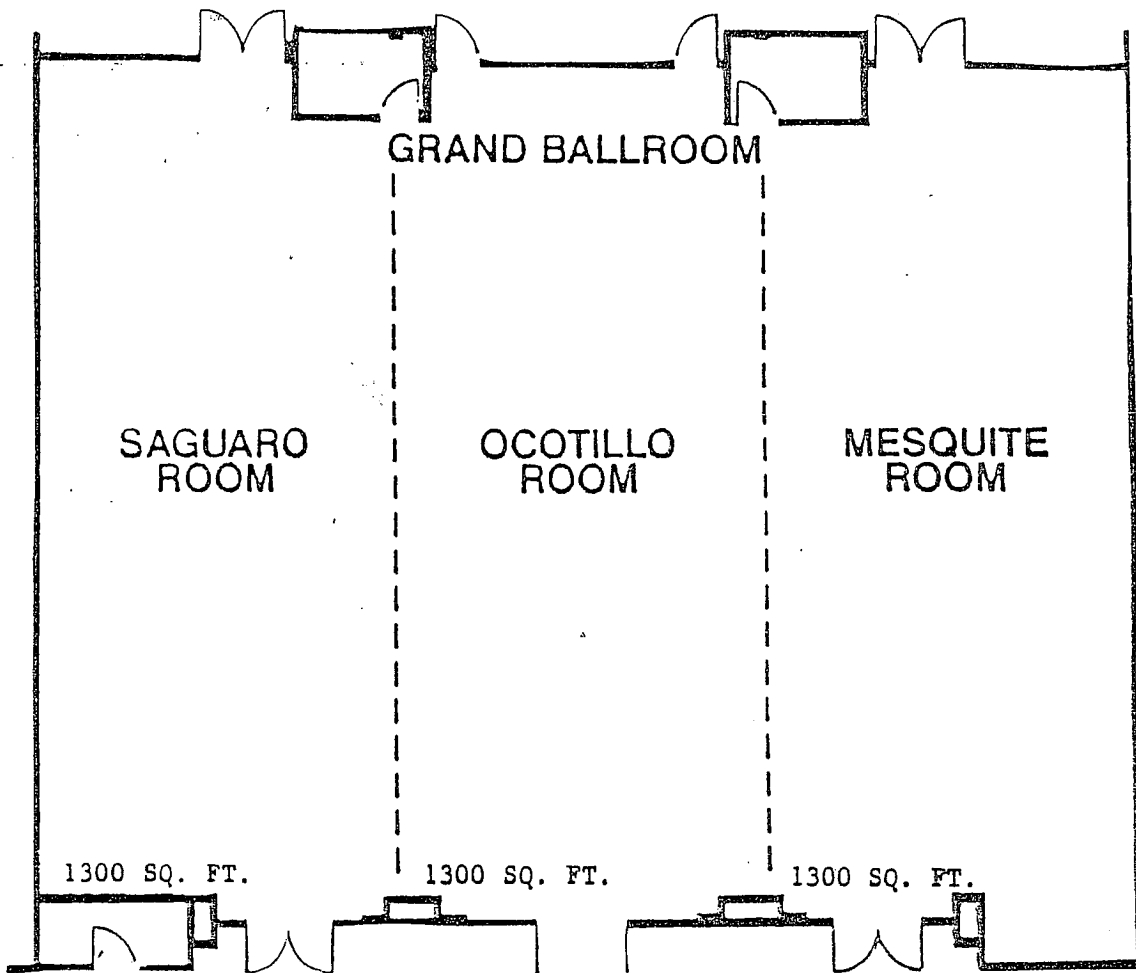 GRAND BALLROOM
SAGUARO
ROOM
OCOTILLO
ROOM
MESQUITE
ROOM
1300 SQ. FT.
1300 SQ. FT.
1300 SQ. FT.